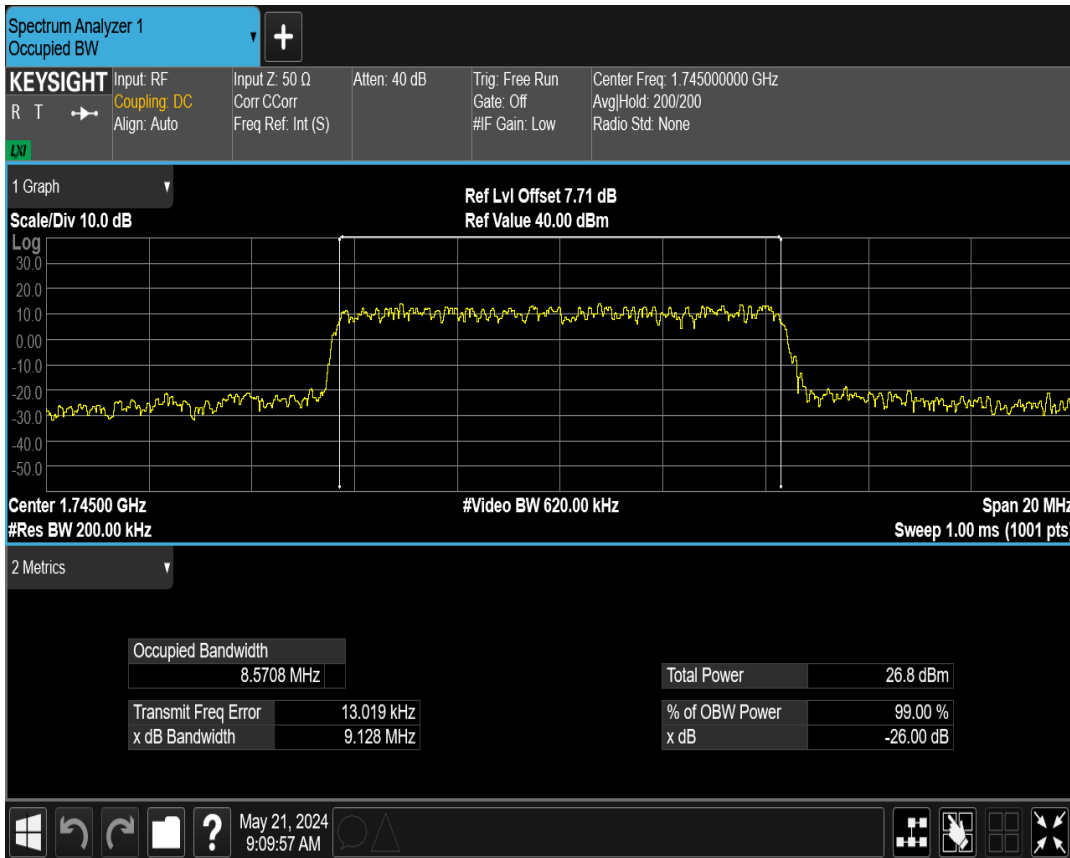 Spectrum Analyzer 1
Occupied BW
+
KEYSIGHT
R T
LXI
Input: RF
Coupling: DC
Align: Auto
Input Z: 50 Ω
Corr CCorr
Freq Ref: Int (S)
Atten: 40 dB
Trig: Free Run
Gate: Off
#IF Gain: Low
Center Freq: 1.745000000 GHz
Avg|Hold: 200/200
Radio Std: None
1 Graph
Scale/Div 10.0 dB
Ref Lvl Offset 7.71 dB
Ref Value 40.00 dBm
Log
30.0
20.0
10.0
0.00
-10.0
-20.0
-30.0
-40.0
-50.0
Center 1.74500 GHz
#Res BW 200.00 kHz
#Video BW 620.00 kHz
Span 20 MHz
Sweep 1.00 ms (1001 pts)
2 Metrics
Occupied Bandwidth
8.5708 MHz
Transmit Freq Error 13.019 kHz
x dB Bandwidth 9.128 MHz
Total Power 26.8 dBm
% of OBW Power 99.00 %
x dB -26.00 dB
?
May 21, 2024
9:09:57 AM